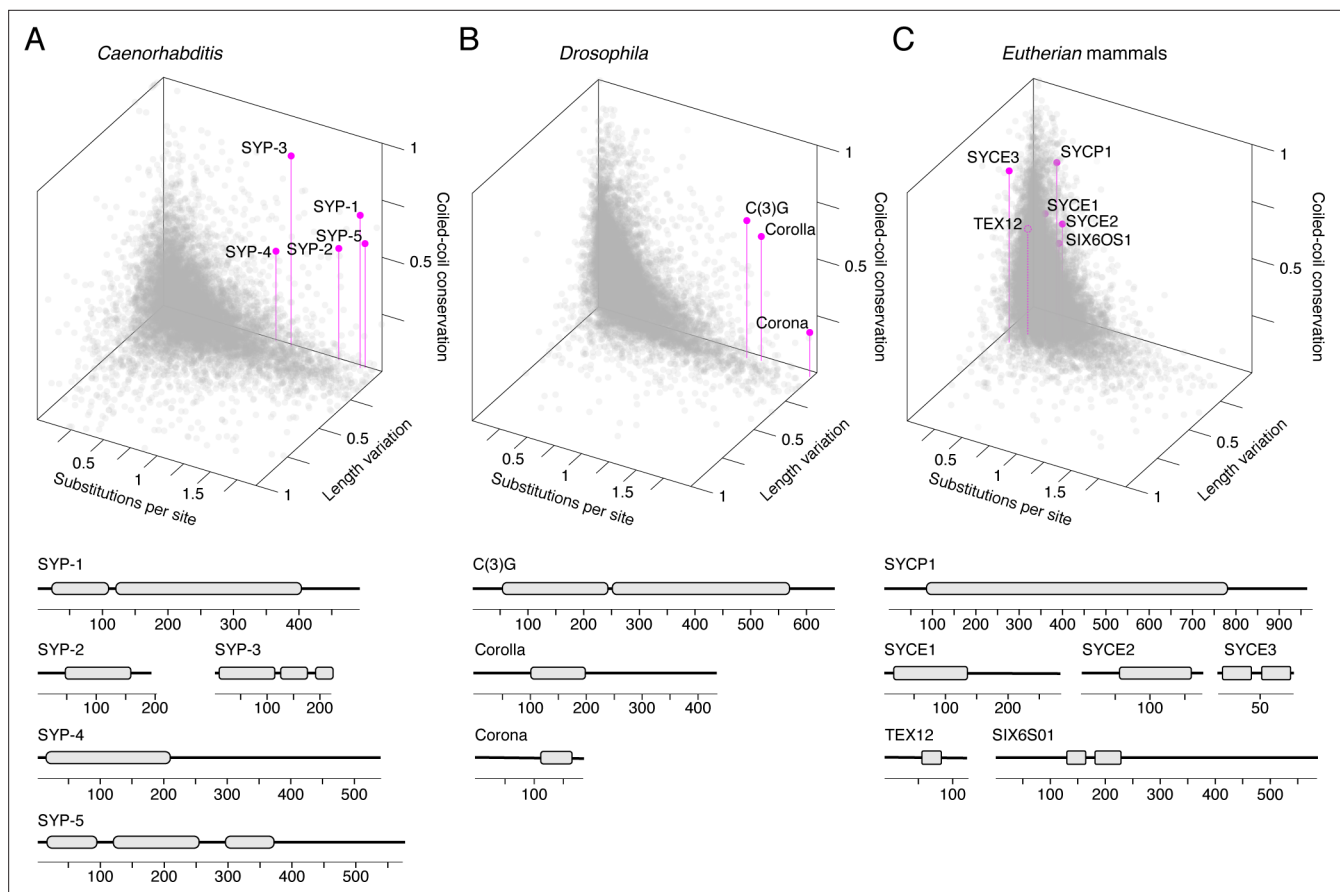 A
Caenorhabditis
SYP-3
SYP-1
SYP-5
SYP-4
SYP-2
1
0.5
Coiled-coil conservation
0.5
1
1.5
Substitutions per site
0.5
1
Length variation
B
Drosophila
C(3)G
Corolla
Corona
1
0.5
Coiled-coil conservation
0.5
1
1.5
Substitutions per site
0.5
1
Length variation
C
Eutherian mammals
SYCE3
SYCP1
SYCE1
TEX12
SYCE2
SIX6OS1
1
0.5
Coiled-coil conservation
0.5
1
1.5
Substitutions per site
0.5
1
Length variation
SYP-1
100 200 300 400
SYP-2
100 200
SYP-3
100 200
SYP-4
100 200 300 400 500
SYP-5
100 200 300 400 500
C(3)G
100 200 300 400 500 600
Corolla
100 200 300 400
Corona
100
SYCP1
100 200 300 400 500 600 700 800 900
SYCE1
100 200
SYCE2
100
SYCE3
50
TEX12
100
SIX6S01
100 200 300 400 500